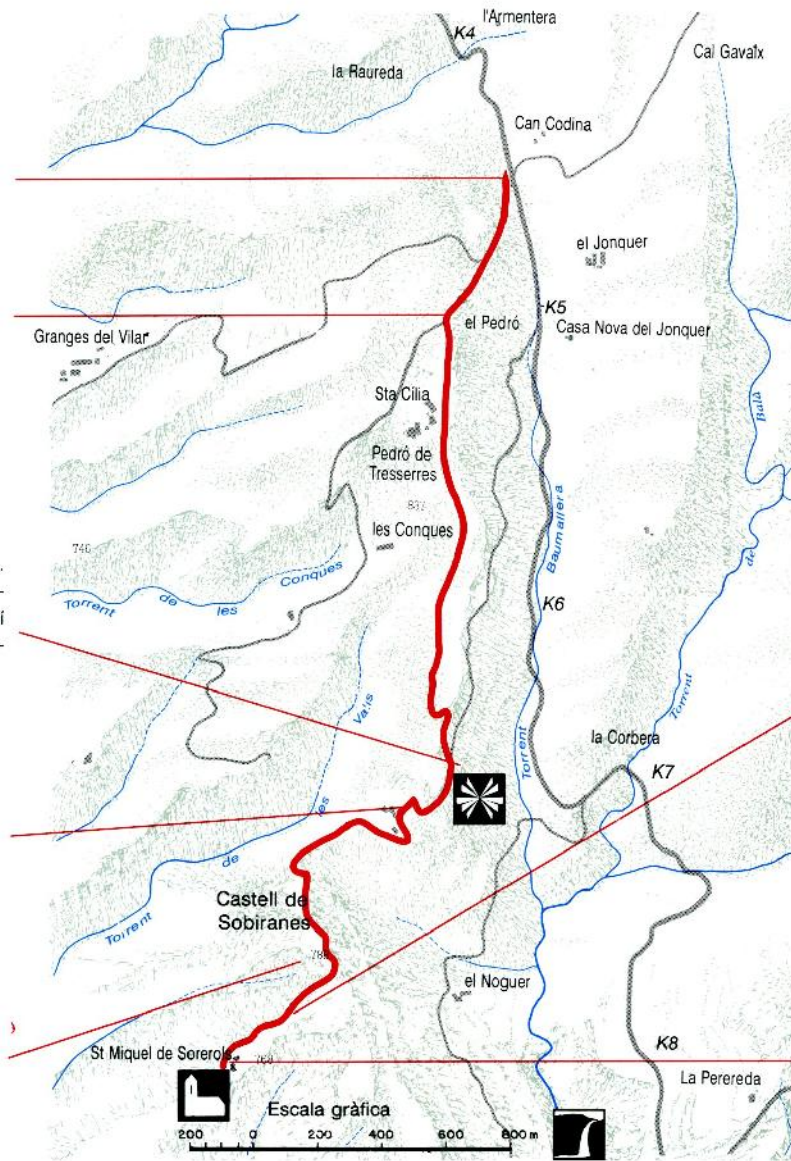 l'Armentera
K4
Cal Gavaix
la Raureda
Can Codina
el Jonquer
K5
el Pedró
Casa Nova del Jonquer
Granges del Vilar
Sta Cília
Balà
Pedró de
Tresserres
837
Baumallera
les Conques
746
Conques
Torrent
de
les
de
K6
í
Valls
Torrent
Torrent
la Corbera
K7
les
de
Torrent
Castell de
Sobiranes
el Noguer
St Miquel de Sorerols
768
K8
La Perereda
Escala gràfica
200 0 200 400 600 800 m